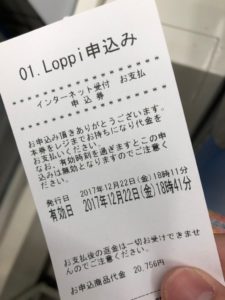 01.Loppi申込み
インターネット受付　お支払
申込券
お申込み頂きありがとうございます。
本券をレジまでお持ちになり代金を
お支払いください。
なお、有効時刻を過ぎますとこの申
込みは無効となりますのでご注意く
ださい。
発行日　2017年12月22日(金)18時11分
有効日　2017年12月22日(金)18時41分
お支払後の返金は一切お受けできませ
んのでご注意ください。
お申込商品代金　20,756円